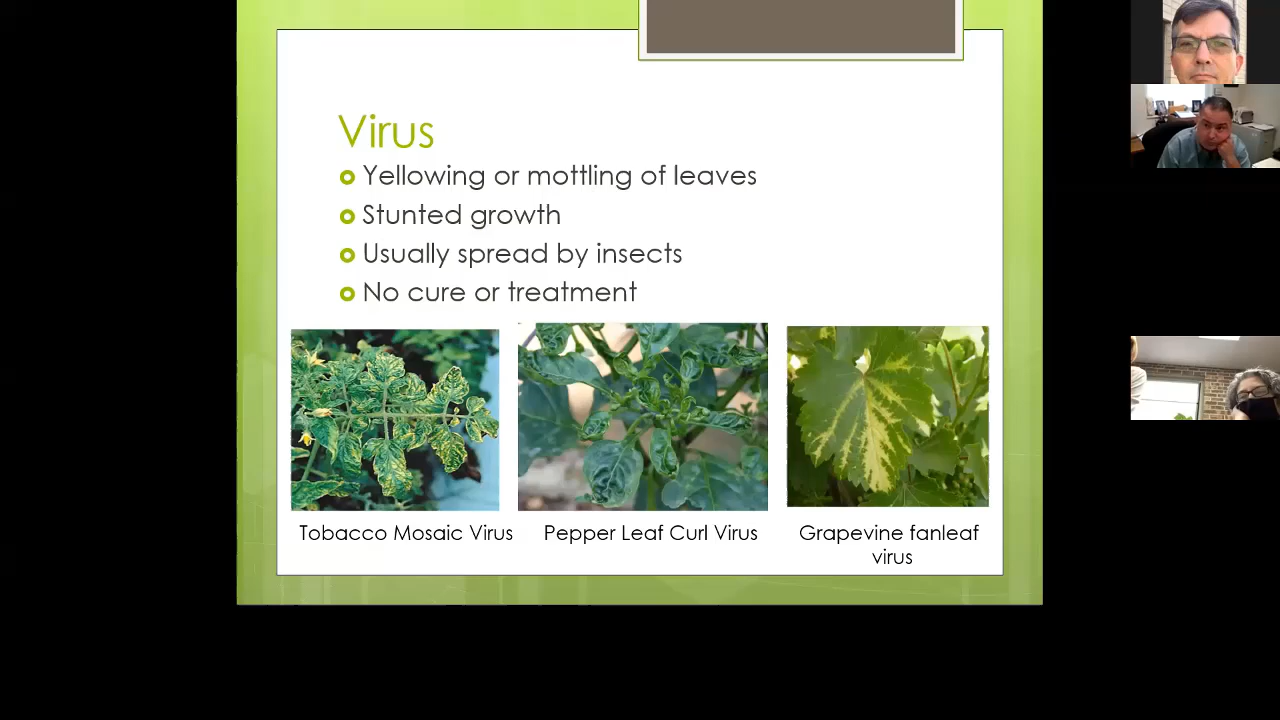 Virus
Yellowing or mottling of leaves
Stunted growth
Usually spread by insects
No cure or treatment
Tobacco Mosaic Virus
Pepper Leaf Curl Virus
Grapevine fanleaf
virus